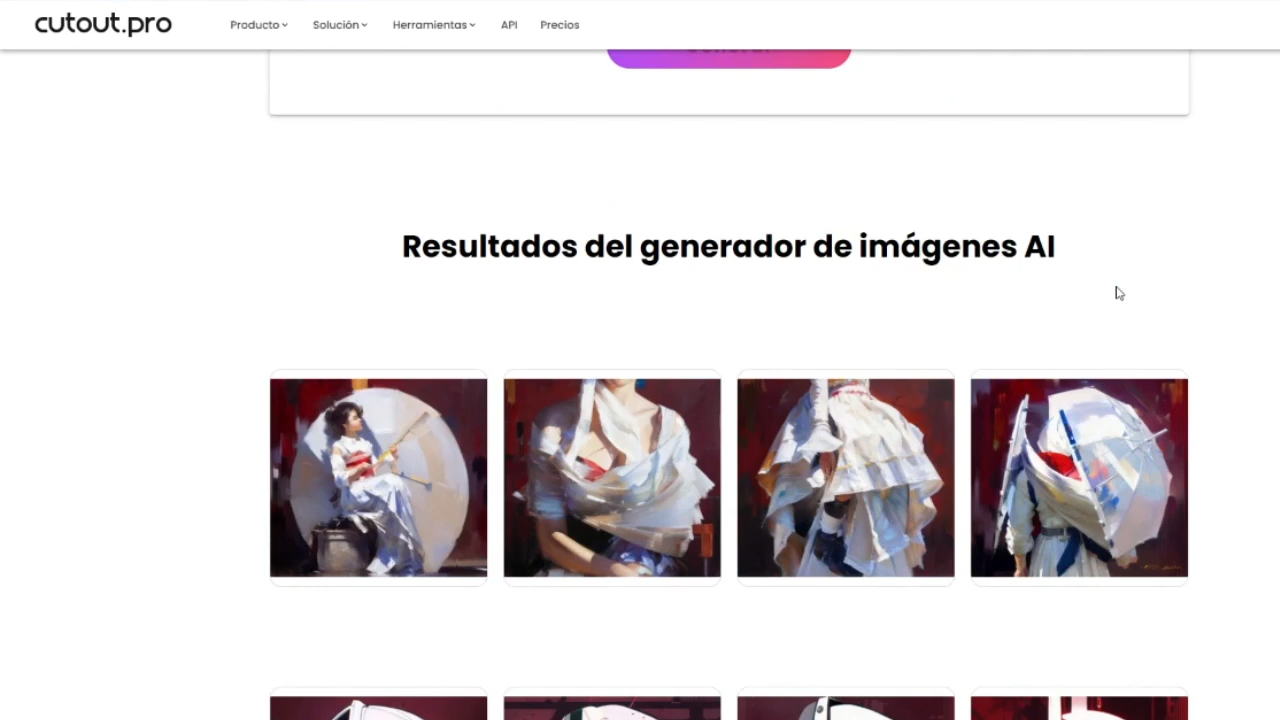 cutout.pro
Producto
Solución
Herramientas
API
Precios
Resultados del generador de imágenes AI